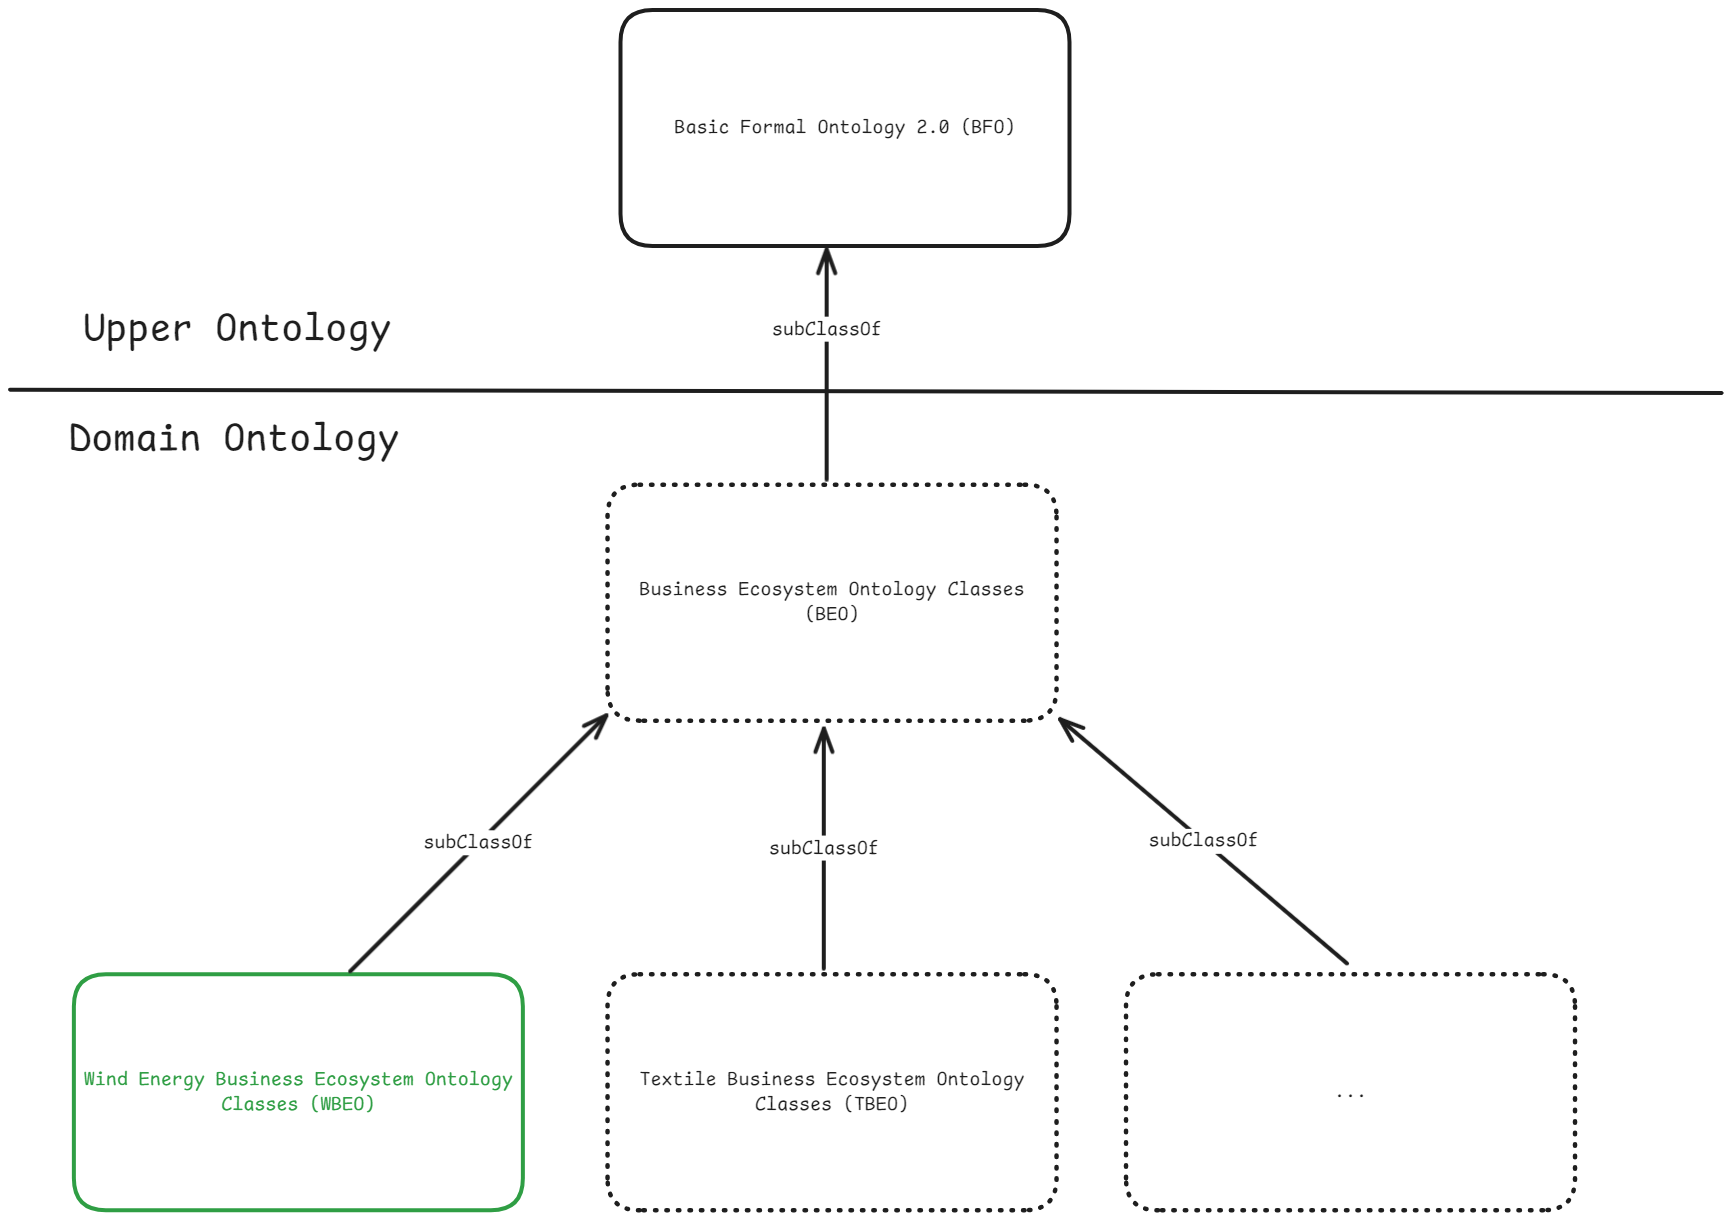 Basic Formal Ontology 2.0 (BFO)
subClassOf
Upper Ontology
Domain Ontology
Business Ecosystem Ontology Classes
(BEO)
subClassOf
subClassOf
subClassOf
Wind Energy Business Ecosystem Ontology
Classes (WBEO)
Textile Business Ecosystem Ontology
Classes (TBEO)
...